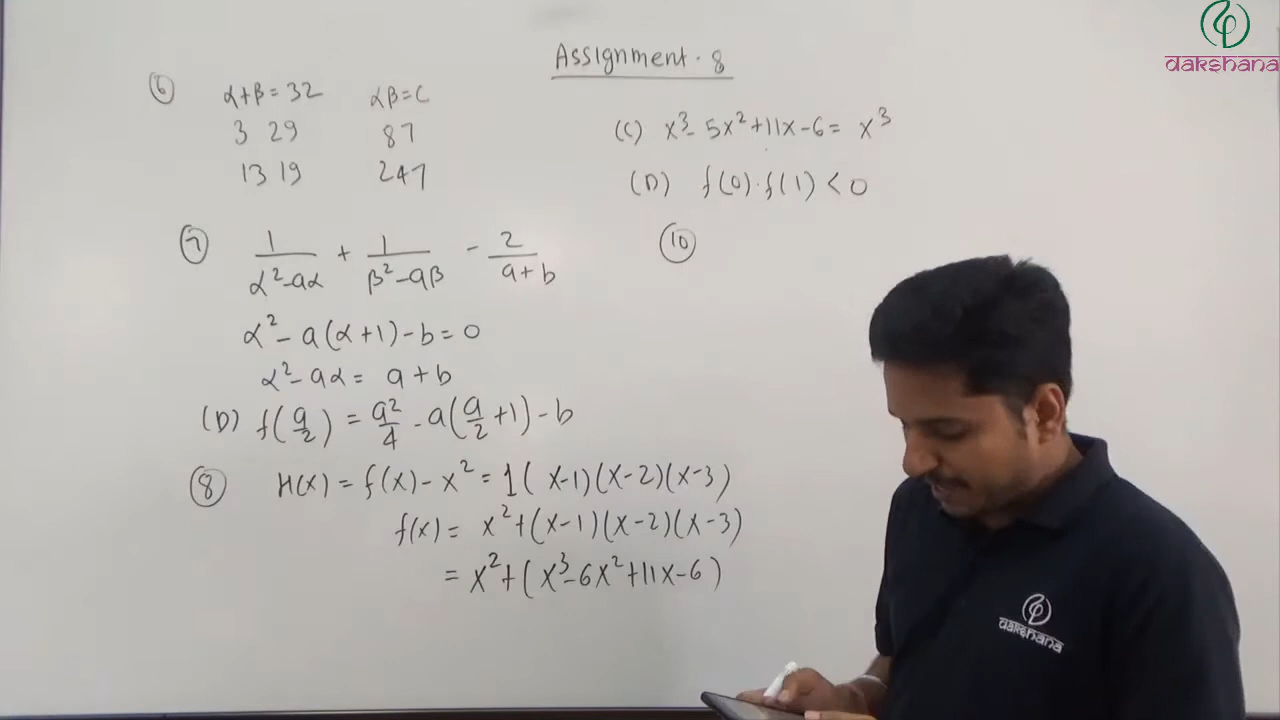 dakshana
Assignment · 8
(6) α+β=32 αβ=C
3 29 87
13 19 247
(7) 1/(α²-aα) + 1/(β²-aβ) - 2/(a+b)
α²-a(α+1)-b=0
α²-aα= a+b
(D) f(a/2) = a²/4 - a(a/2+1)-b
(8) H(x) = f(x)-x² = 1(x-1)(x-2)(x-3)
f(x) = x²+(x-1)(x-2)(x-3)
= x²+(x³-6x²+11x-6)
(C) x³-5x²+11x-6= x³
(D) f(0)·f(1)<0
(10)
dakshana